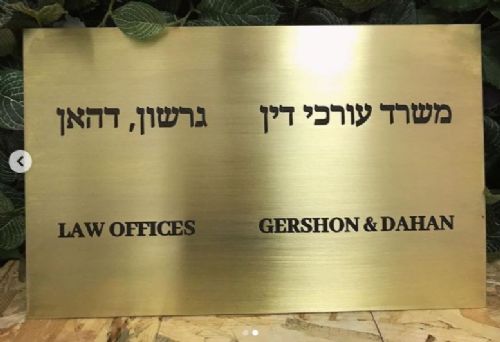 משרד עורכי דין גרשון, דהאן
LAW OFFICES GERSHON & DAHAN